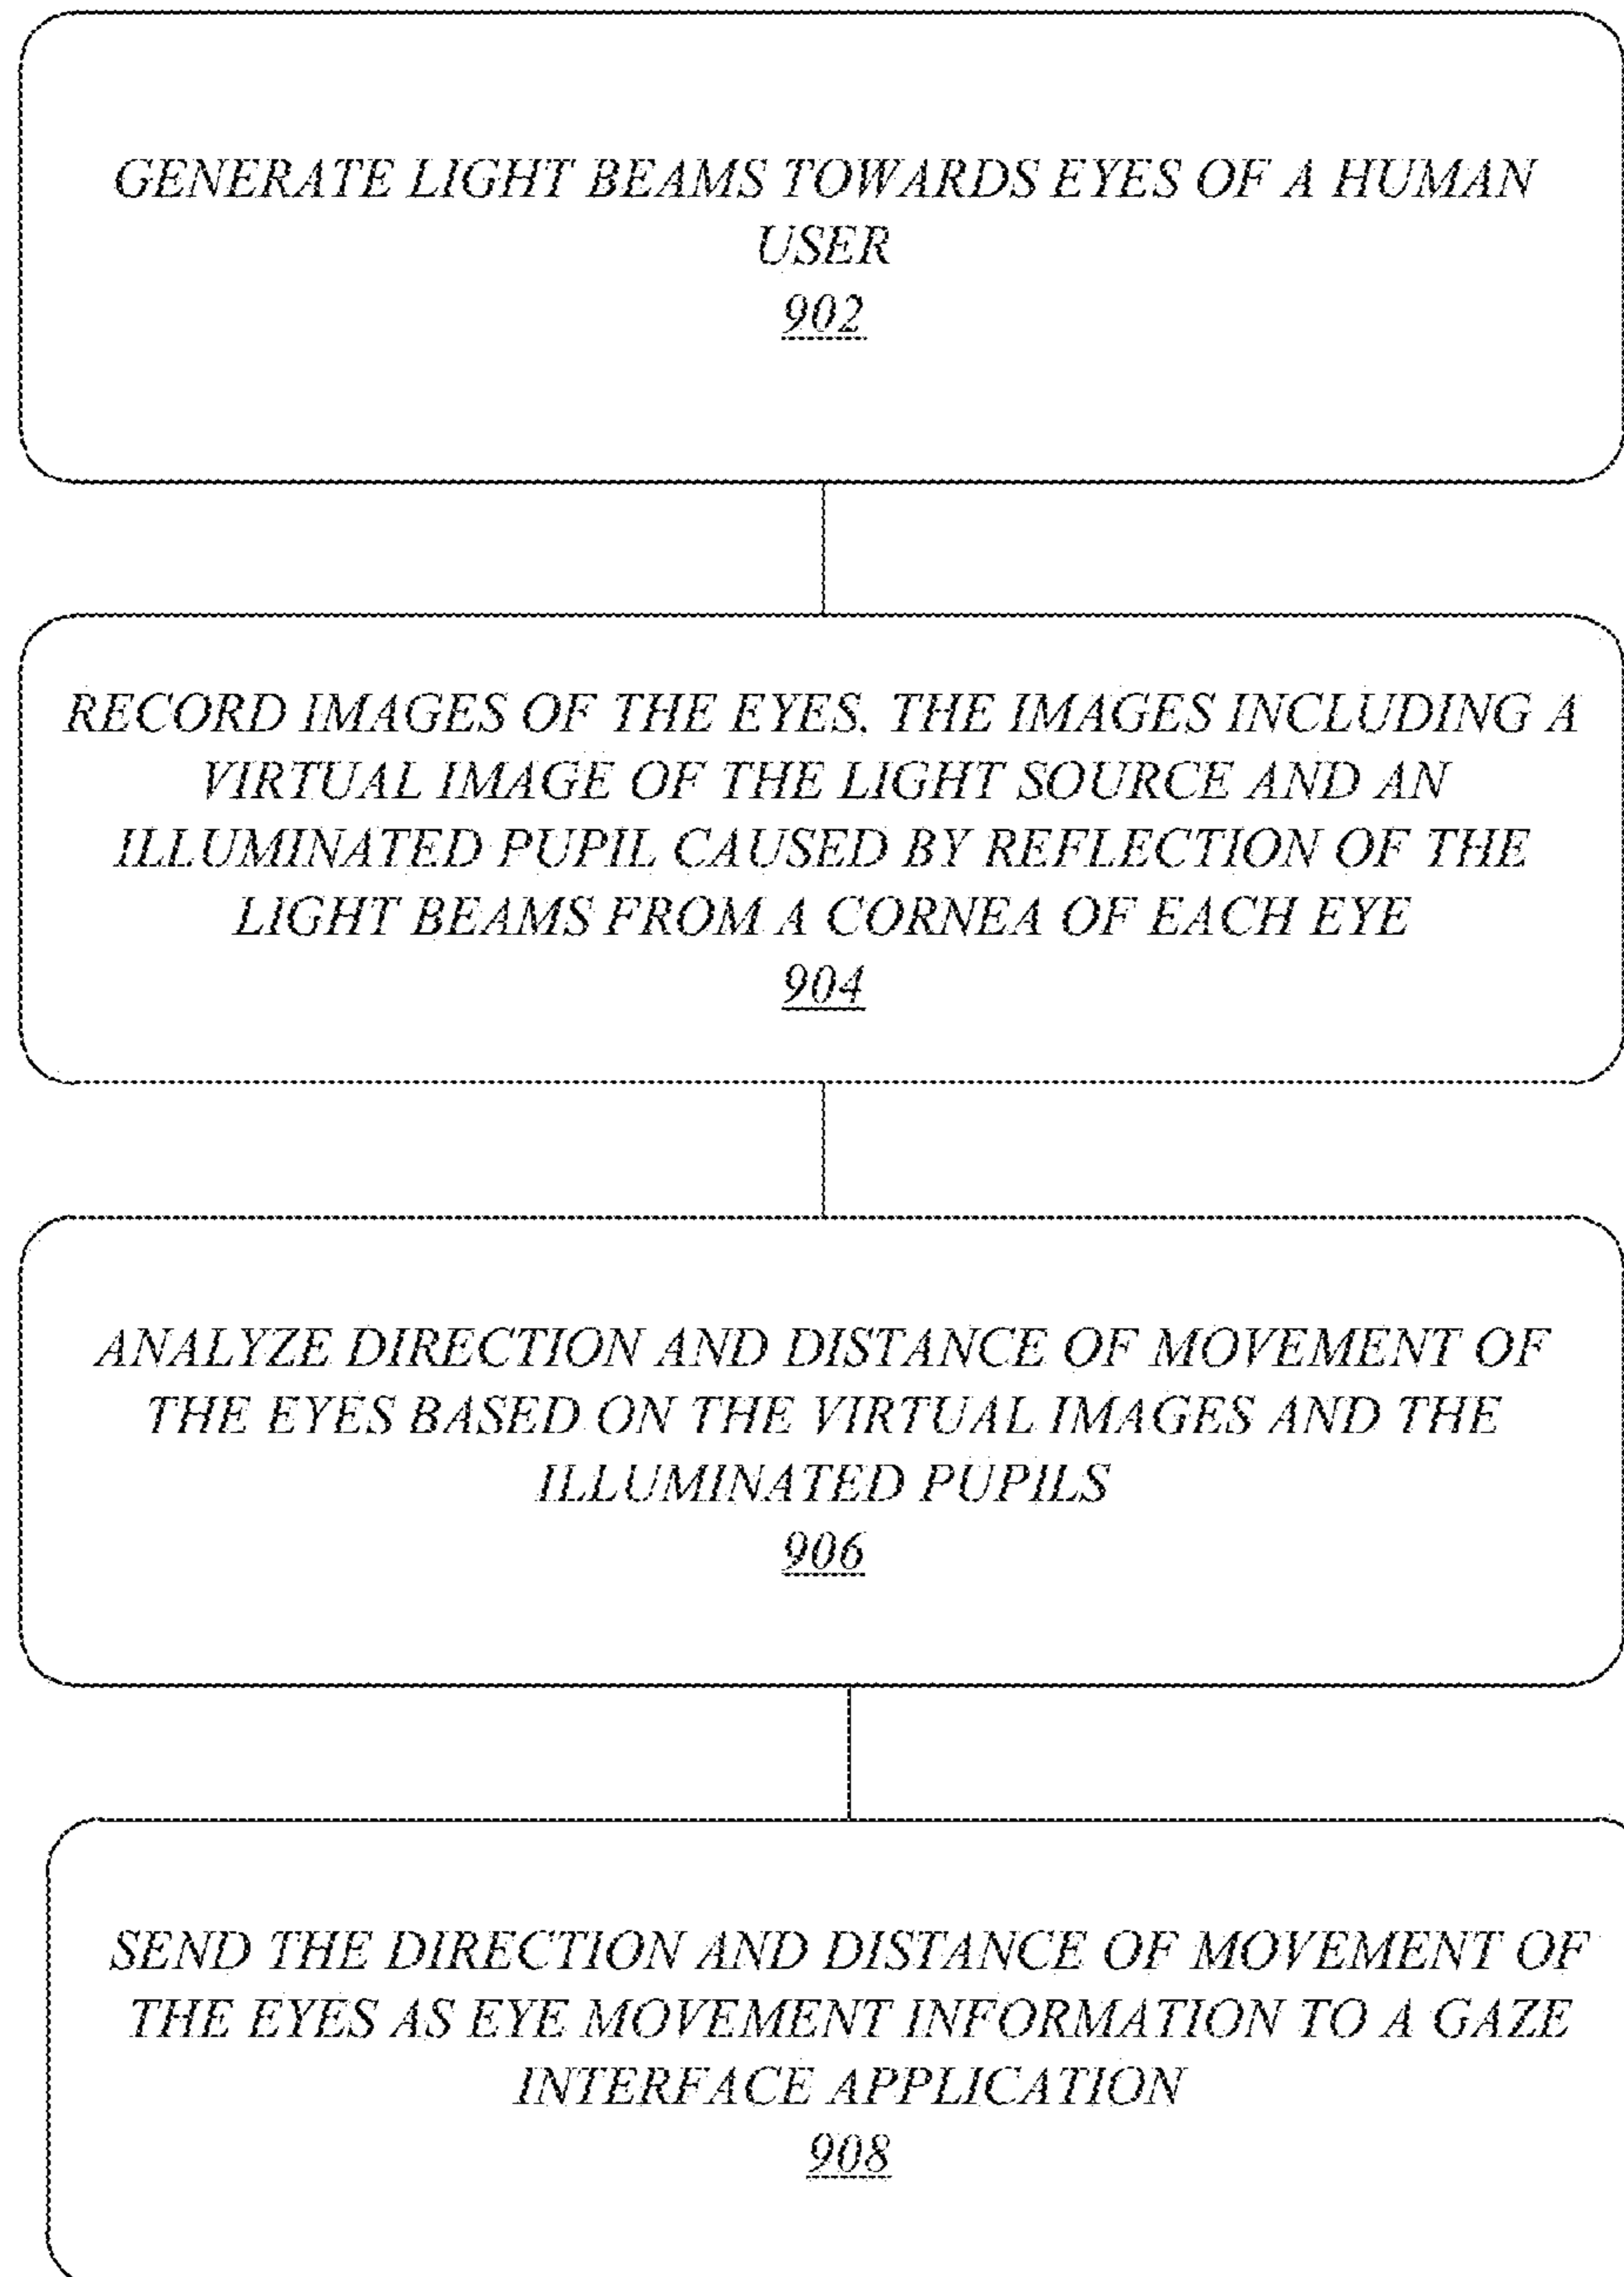 GENERATE LIGHT BEAMS TOWARDS EYES OF A HUMAN
USER
902
RECORD IMAGES OF THE EYES. THE IMAGES INCLUDING A
VIRTUAL IMAGE OF THE LIGHT SOURCE AND AN
ILLUMINATED PUPIL CAUSED BY REFLECTION OF THE
LIGHT BEAMS FROM A CORNEA OF EACH EYE
904
ANALYZE DIRECTION AND DISTANCE OF MOVEMENT OF
THE EYES BASED ON THE VIRTUAL IMAGES AND THE
ILLUMINATED PUPILS
906
SEND THE DIRECTION AND DISTANCE OF MOVEMENT OF
THE EYES AS EYE MOVEMENT INFORMATION TO A GAZE
INTERFACE APPLICATION
908